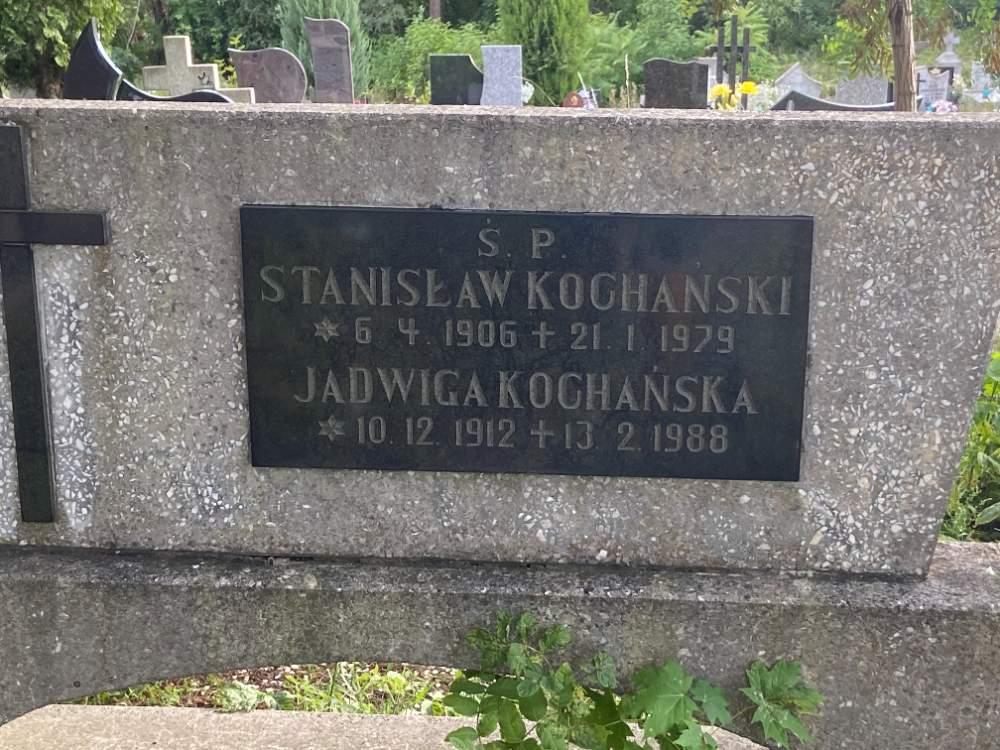 Ś. P.
STANISŁAW KOCHANSKI
* 6. 4. 1906 + 21. 1. 1979
JADWIGA KOCHAŃSKA
* 10. 12. 1912 + 13. 2. 1988